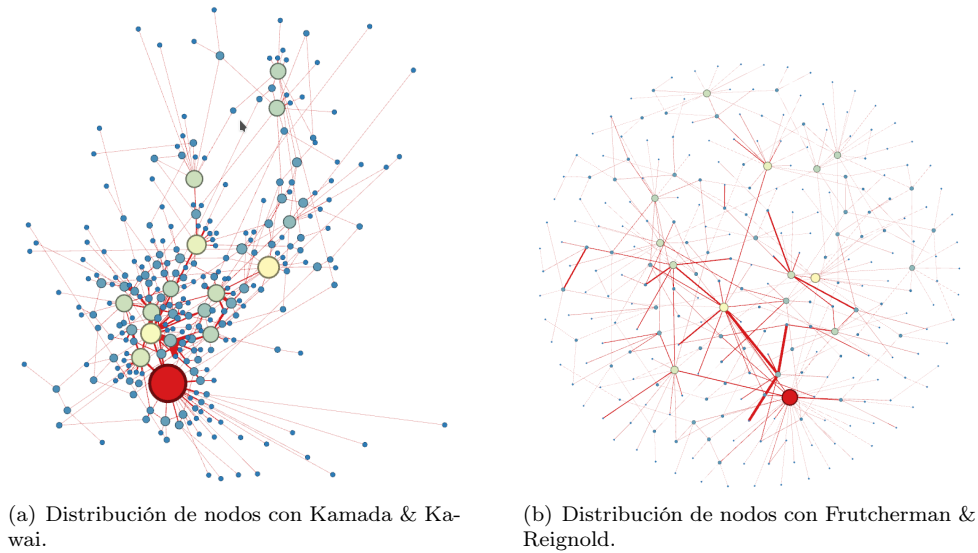 (a) Distribución de nodos con Kamada & Ka-
wai.
(b) Distribución de nodos con Frutcherman &
Reignold.